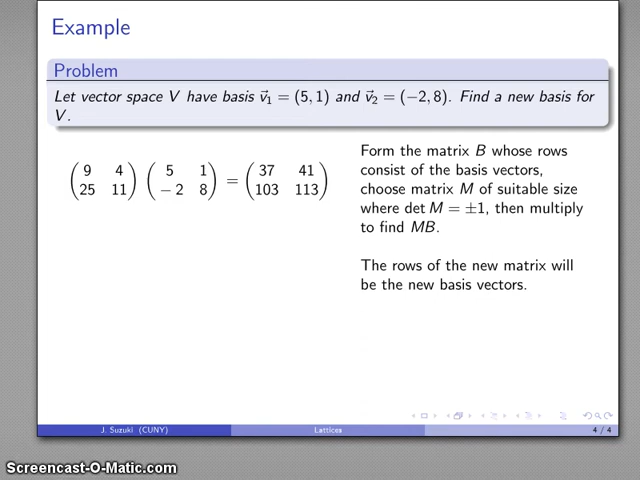 Example
Problem
Let vector space V have basis v⃗₁ = (5, 1) and v⃗₂ = (−2, 8). Find a new basis for
V.
( 9 4 ) ( 5 1 ) = ( 37 41 )
( 25 11 ) ( −2 8 ) ( 103 113 )
Form the matrix B whose rows
consist of the basis vectors,
choose matrix M of suitable size
where det M = ±1, then multiply
to find MB.
The rows of the new matrix will
be the new basis vectors.
J. Suzuki (CUNY) Lattices 4 / 4
Screencast-O-Matic.com